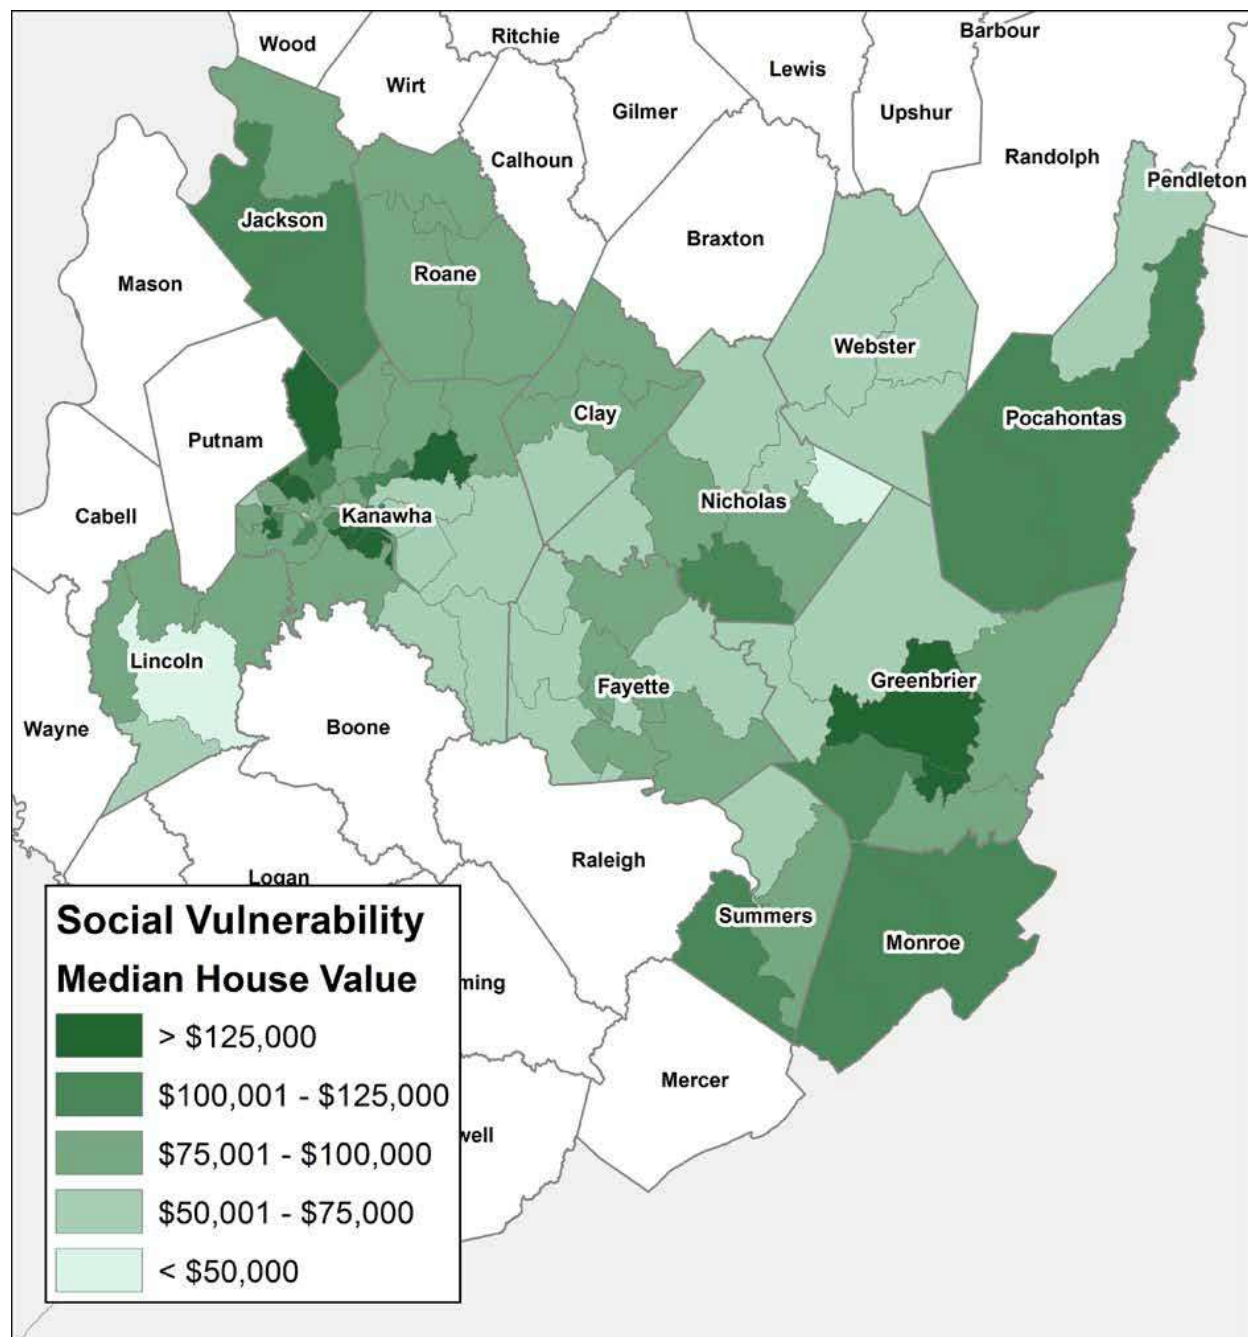 Wood
Ritchie
Barbour
Lewis
Wirt
Gilmer
Upshur
Calhoun
Randolph
Pendleton
Jackson
Braxton
Roane
Mason
Webster
Clay
Pocahontas
Putnam
Nicholas
Cabell
Kanawha
Lincoln
Greenbrier
Fayette
Wayne
Boone
Raleigh
Logan
Summers
Monroe
ming
Mercer
well
Social Vulnerability
Median House Value
> $125,000
$100,001 - $125,000
$75,001 - $100,000
$50,001 - $75,000
< $50,000